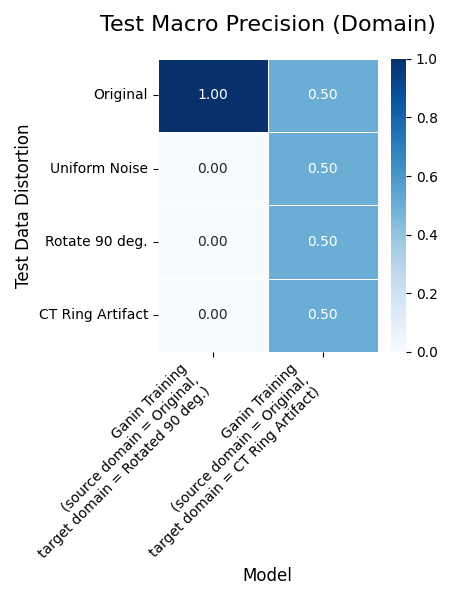 Test Macro Precision (Domain)
Test Data Distortion
Original
Uniform Noise
Rotate 90 deg.
CT Ring Artifact
1.00 0.50
0.00 0.50
0.00 0.50
0.00 0.50
1.0
0.8
0.6
0.4
0.2
0.0
Ganin Training
(source domain = Original,
target domain = Rotated 90 deg.)
Ganin Training
(source domain = Original,
target domain = CT Ring Artifact)
Model